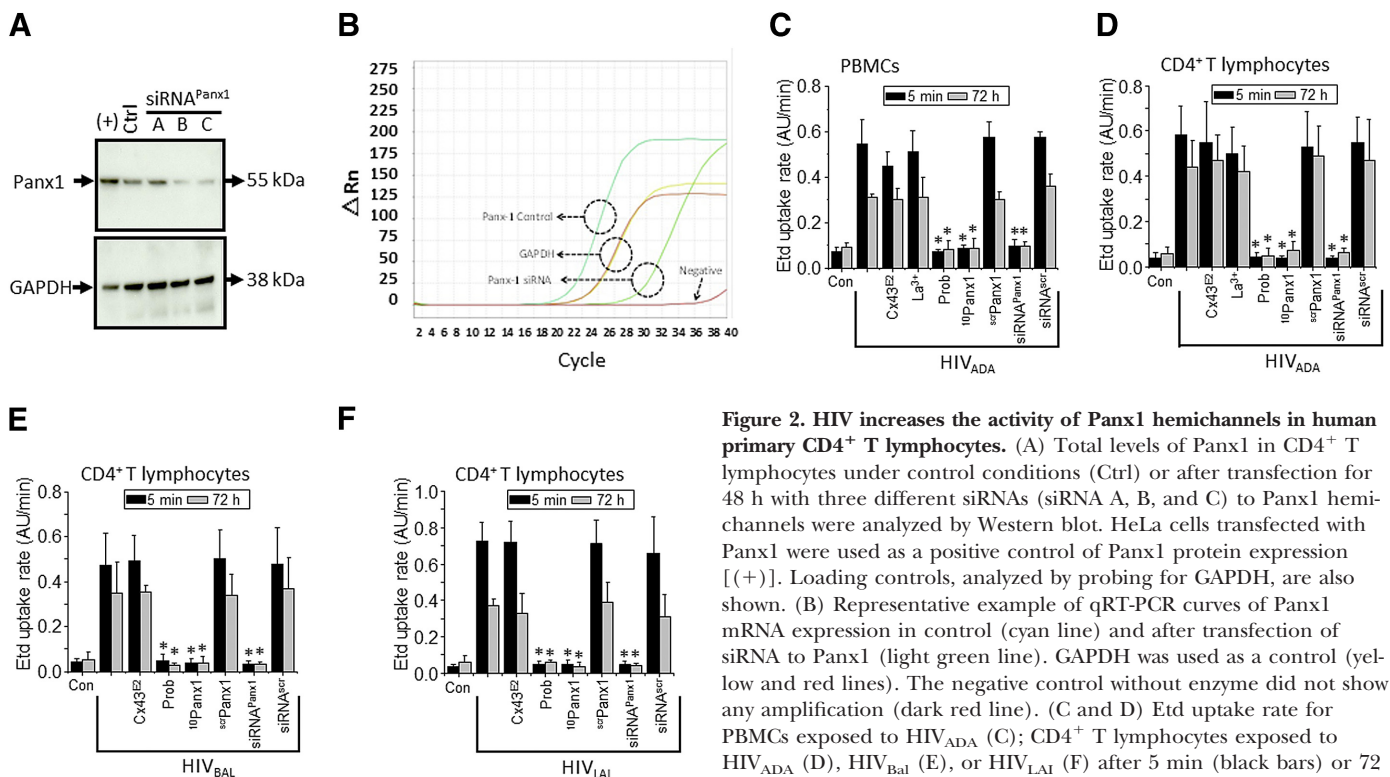 A
(+)
Ctrl
siRNA^Panx1
A B C
Panx1
55 kDa
GAPDH
38 kDa
B
275
250
225
200
175
150
125
100
75
50
25
0
△ Rn
Panx-1 Control
GAPDH
Panx-1 siRNA
Negative
2 4 6 8 10 12 14 16 18 20 22 24 26 28 30 32 34 36 38 40
Cycle
C
PBMCs
5 min 72 h
Etd uptake rate (AU/min)
0.8
0.6
0.4
0.2
0.0
* * * * **
Con
Cx43^E2
La³⁺
Prob
¹⁰Panx1
^scrPanx1
siRNA^Panx1
siRNA^scr
HIV_ADA
D
CD4⁺ T lymphocytes
5 min 72 h
Etd uptake rate (AU/min)
0.8
0.6
0.4
0.2
0.0
* * * * * *
Con
Cx43^E2
La³⁺
Prob
¹⁰Panx1
^scrPanx1
siRNA^Panx1
siRNA^scr
HIV_ADA
E
CD4⁺ T lymphocytes
5 min 72 h
Etd uptake rate (AU/min)
0.8
0.6
0.4
0.2
0.0
* * * * * *
Con
Cx43^E2
Prob
¹⁰Panx1
^scrPanx1
siRNA^Panx1
siRNA^scr
HIV_BAL
F
CD4⁺ T lymphocytes
5 min 72 h
Etd uptake rate (AU/min)
1.0
0.8
0.6
0.4
0.2
0.0
* * * * * *
Con
Cx43^E2
Prob
¹⁰Panx1
^scrPanx1
siRNA^Panx1
siRNA^scr
HIV_LAI
Figure 2. HIV increases the activity of Panx1 hemichannels in human
primary CD4⁺ T lymphocytes. (A) Total levels of Panx1 in CD4⁺ T
lymphocytes under control conditions (Ctrl) or after transfection for
48 h with three different siRNAs (siRNA A, B, and C) to Panx1 hemi-
channels were analyzed by Western blot. HeLa cells transfected with
Panx1 were used as a positive control of Panx1 protein expression
[(+)]. Loading controls, analyzed by probing for GAPDH, are also
shown. (B) Representative example of qRT-PCR curves of Panx1
mRNA expression in control (cyan line) and after transfection of
siRNA to Panx1 (light green line). GAPDH was used as a control (yel-
low and red lines). The negative control without enzyme did not show
any amplification (dark red line). (C and D) Etd uptake rate for
PBMCs exposed to HIV_ADA (C); CD4⁺ T lymphocytes exposed to
HIV_ADA (D), HIV_Bal (E), or HIV_LAI (F) after 5 min (black bars) or 72